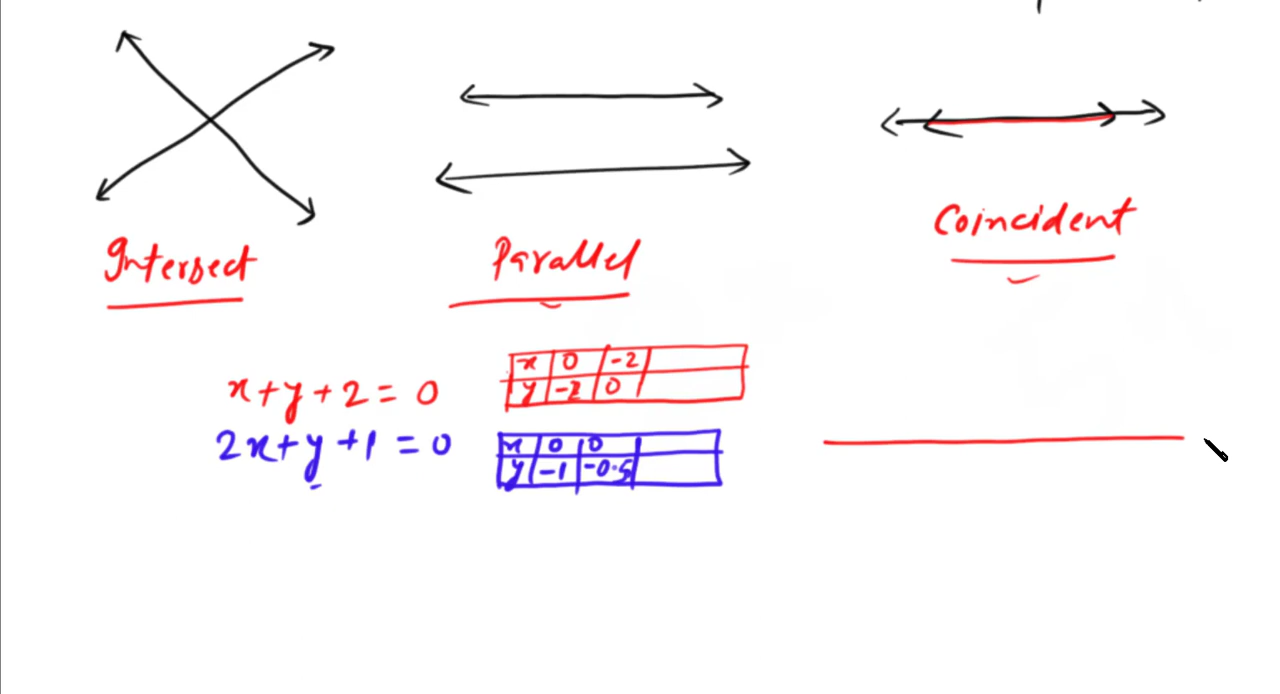 Intersect
Parallel
Coincident
x + y + 2 = 0
x 0 -2
y -2 0
2x + y + 1 = 0
x 0 0
y -1 -0.5